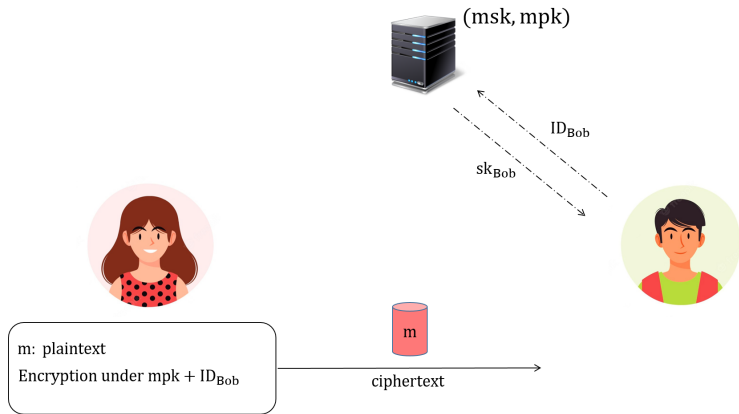 (msk, mpk)
ID_Bob
sk_Bob
m
m: plaintext
Encryption under mpk + ID_Bob
ciphertext